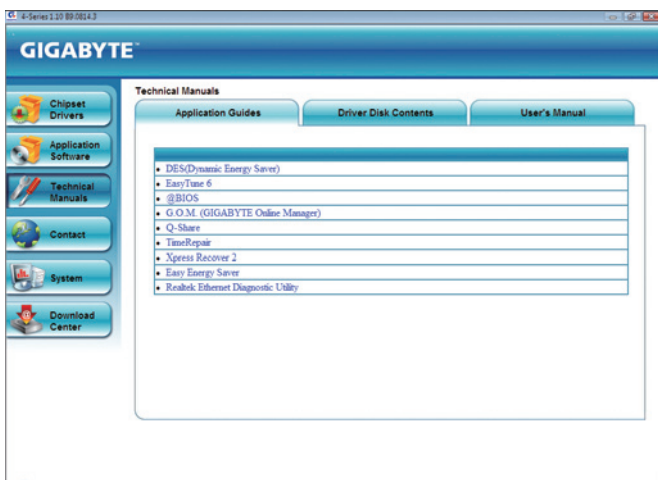 4-Series 1.10 B9.0814.3
GIGABYTE™
Chipset
Drivers
Application
Software
Technical
Manuals
Contact
System
Download
Center
Technical Manuals
Application Guides
Driver Disk Contents
User's Manual
• DES(Dynamic Energy Saver)
• EasyTune 6
• @BIOS
• G.O.M. (GIGABYTE Online Manager)
• Q-Share
• TimeRepair
• Xpress Recover 2
• Easy Energy Saver
• Realtek Ethernet Diagnostic Utility